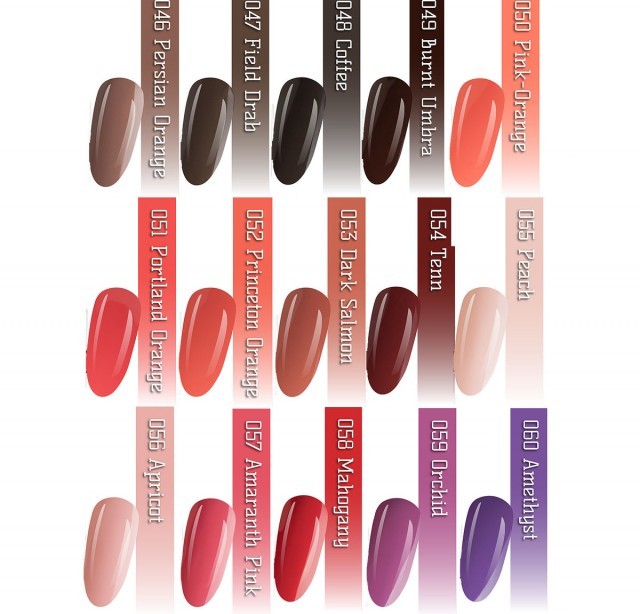 046 Persian Orange
047 Field Drab
048 Coffee
049 Burnt Umbra
050 Pink-Orange
051 Portland Orange
052 Princeton Orange
053 Dark Salmon
054 Tenn
055 Peach
056 Apricot
057 Amaranth Pink
058 Mahogany
059 Orchid
060 Amethyst